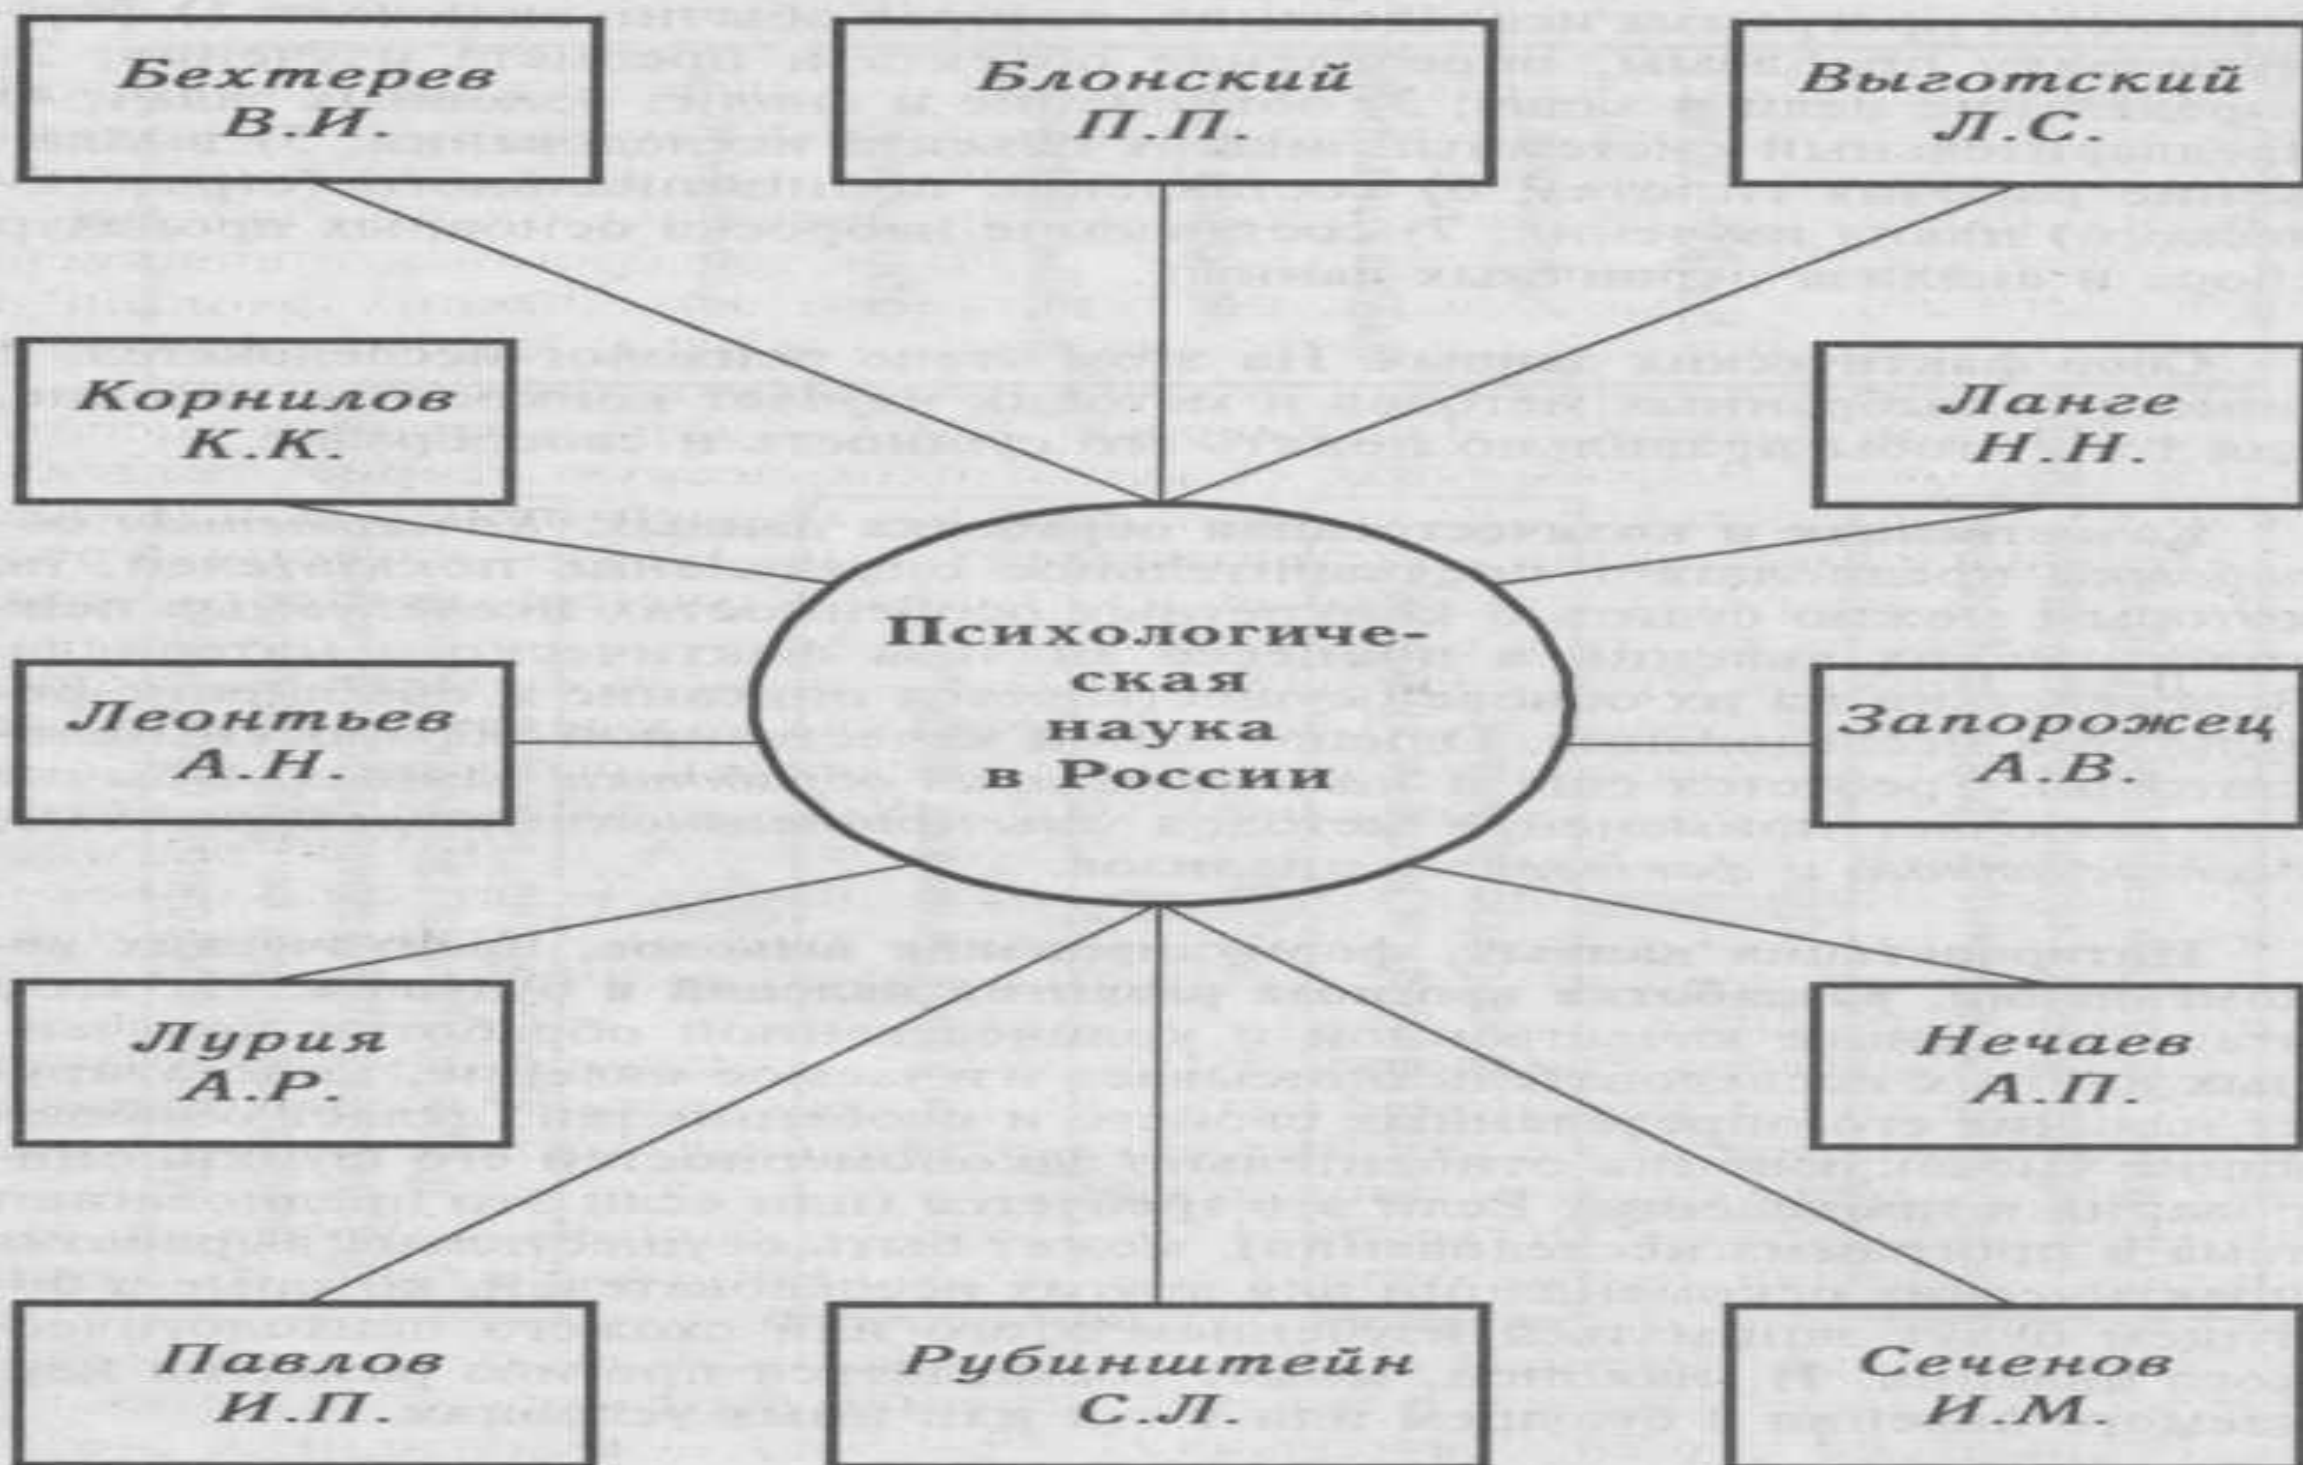 Бехтерев
В.И.
Блонский
П.П.
Выготский
Л.С.
Корнилов
К.К.
Ланге
Н.Н.
Психологиче-
ская
наука
в России
Леонтьев
А.Н.
Запорожец
А.В.
Лурия
А.Р.
Нечаев
А.П.
Павлов
И.П.
Рубинштейн
С.Л.
Сеченов
И.М.